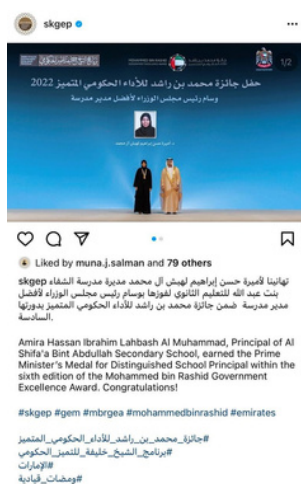 skgep
1/2
حفل جائزة محمد بن راشد للأداء الحكومي المتميز 2022
وسام رئيس مجلس الوزراء لأفضل مدير مدرسة
Liked by muna.j.salman and 79 others
skgep تهانينا لأميرة حسن إبراهيم لهبش آل محمد مديرة مدرسة الشفاء
بنت عبد الله للتعليم الثانوي لفوزها بوسام رئيس مجلس الوزراء لأفضل
مدير مدرسة ضمن جائزة محمد بن راشد للأداء الحكومي المتميز بدورتها
السادسة.
Amira Hassan Ibrahim Lahbash Al Muhammad, Principal of Al
Shifa'a Bint Abdullah Secondary School, earned the Prime
Minister's Medal for Distinguished School Principal within the
sixth edition of the Mohammed bin Rashid Government
Excellence Award. Congratulations!
#skgep #gem #mbrgea #mohammedbinrashid #emirates
#جائزة_محمد_بن_راشد_للأداء_الحكومي_المتميز
#برنامج_الشيخ_خليفة_للتميز_الحكومي
#الإمارات
#ومضات_قيادية